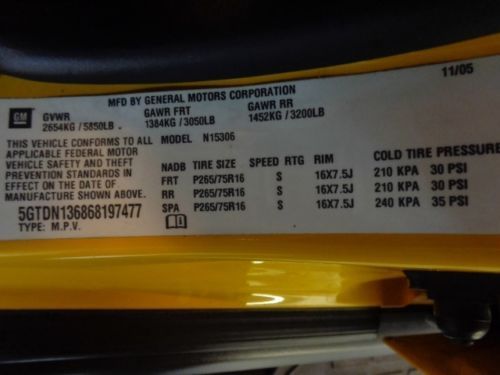 11/05
MFD BY GENERAL MOTORS CORPORATION
GM GVWR GAWR FRT GAWR RR
2654KG / 5850LB 1384KG / 3050LB 1452KG / 3200LB
THIS VEHICLE CONFORMS TO ALL MODEL N15306
APPLICABLE FEDERAL MOTOR
VEHICLE SAFETY AND THEFT
PREVENTION STANDARDS IN
EFFECT ON THE DATE OF
MANUFACTURE SHOWN ABOVE.
5GTDN136868197477
TYPE: M.P.V.
NADB TIRE SIZE SPEED RTG RIM COLD TIRE PRESSURE
FRT P265/75R16 S 16X7.5J 210 KPA 30 PSI
RR P265/75R16 S 16X7.5J 210 KPA 30 PSI
SPA P265/75R16 S 16X7.5J 240 KPA 35 PSI